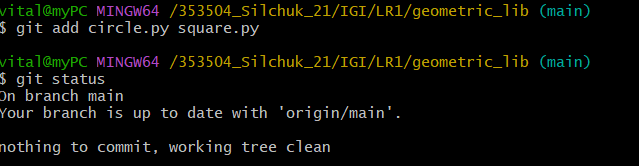 vital@myPC MINGW64 /353504_Silchuk_21/IGI/LR1/geometric_lib (main)
$ git add circle.py square.py
vital@myPC MINGW64 /353504_Silchuk_21/IGI/LR1/geometric_lib (main)
$ git status
On branch main
Your branch is up to date with 'origin/main'.
nothing to commit, working tree clean